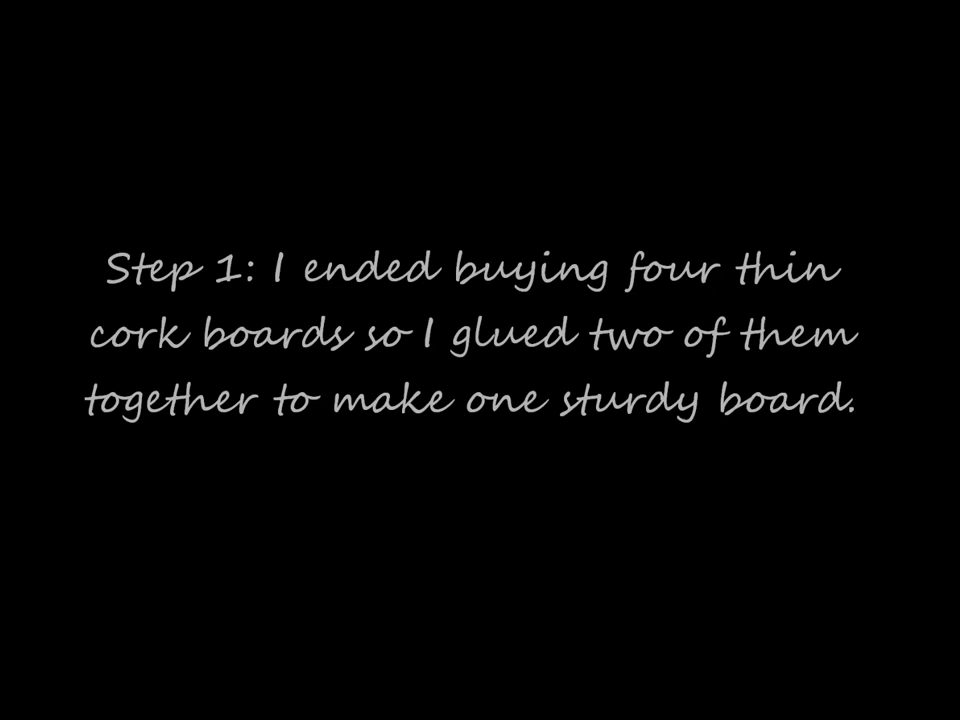 Step 1: I ended buying four thin
cork boards so I glued two of them
together to make one sturdy board.